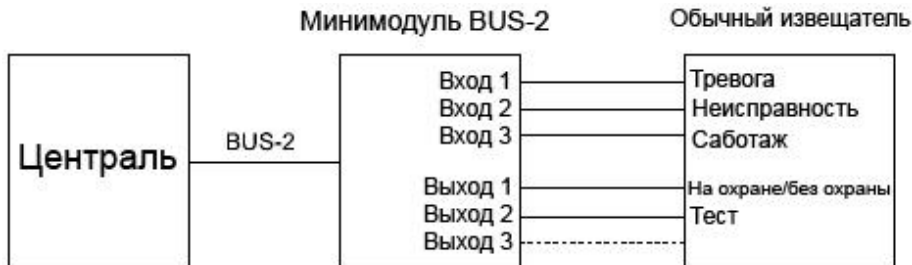 Минимодуль BUS-2
Обычный извещатель
Централь
BUS-2
Вход 1
Вход 2
Вход 3
Выход 1
Выход 2
Выход 3
Тревога
Неисправность
Саботаж
На охране/без охраны
Тест